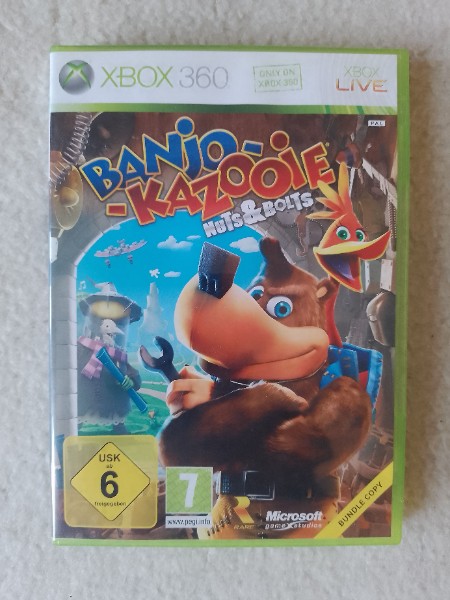 XBOX 360
ONLY ON
XBOX 360
XBOX
LIVE
PAL
BANJO-
-KAZOOIE
NUTS & BOLTS
USK
ab
6
freigegeben
7
www.pegi.info
RARE
Microsoft
game studios
BUNDLE COPY